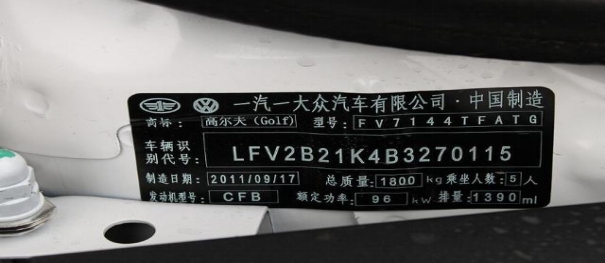 一汽一大众汽车有限公司·中国制造
商标: 高尔夫(Golf) 型号: FV7144TFATG
车辆识
别代号: LFV2B21K4B3270115
制造日期: 2011/09/17 总质量: 1800 kg 乘坐人数: 5 人
发动机型号: CFB 额定功率: 96 kW 排量: 1390 ml